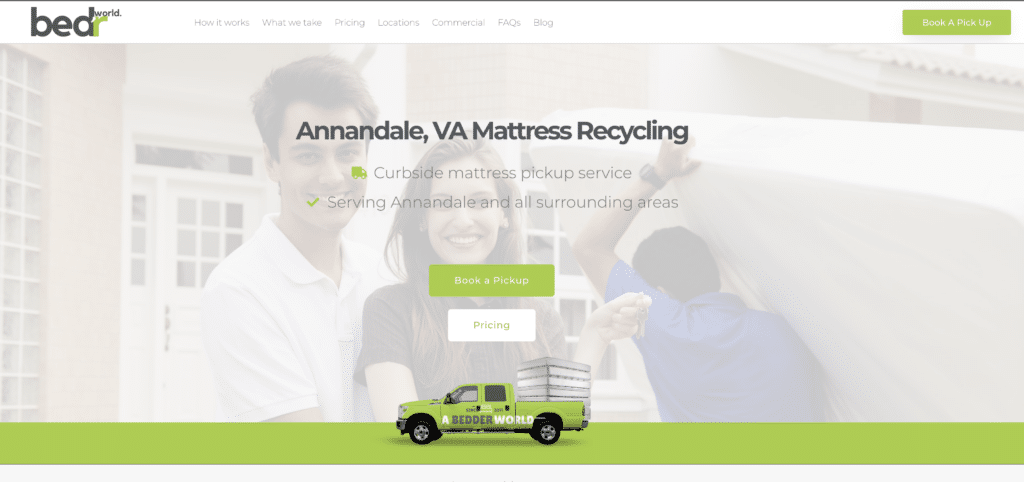 bedr world.
How it works What we take Pricing Locations Commercial FAQs Blog
Book A Pick Up
Annandale, VA Mattress Recycling
Curbside mattress pickup service
Serving Annandale and all surrounding areas
Book a Pickup
Pricing
A BEDDER WORLD